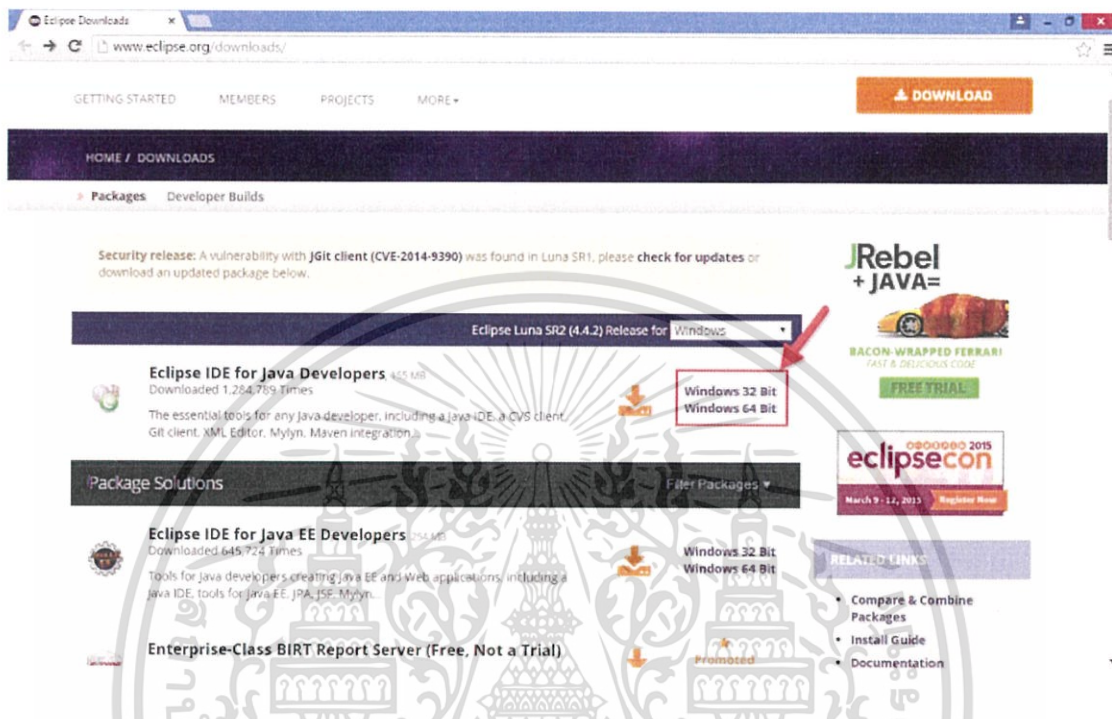 Eclipse Downloads
www.eclipse.org/downloads/
GETTING STARTED MEMBERS PROJECTS MORE
DOWNLOAD
HOME / DOWNLOADS
Packages Developer Builds
Security release: A vulnerability with JGit client (CVE-2014-9390) was found in Luna SR1, please check for updates or
download an updated package below.
Eclipse Luna SR2 (4.4.2) Release for Windows
Eclipse IDE for Java Developers
Downloaded 1,284,789 Times
The essential tools for any Java developer, including a Java IDE, a CVS client,
Git client, XML Editor, Mylyn, Maven integration...
Windows 32 Bit
Windows 64 Bit
Package Solutions Filter Packages
Eclipse IDE for Java EE Developers 254 MB
Downloaded 645,724 Times
Tools for Java developers creating Java EE and Web applications, including a
Java IDE, tools for Java EE, JPA, JSF, Mylyn...
Windows 32 Bit
Windows 64 Bit
Enterprise-Class BIRT Report Server (Free, Not a Trial)
Promoted
JRebel
+ JAVA=
BACON-WRAPPED FERRARI
FAST & DELICIOUS CODE
FREE TRIAL
2015
eclipsecon
March 9 - 12, 2015 Register Now
RELATED LINKS
• Compare & Combine
Packages
• Install Guide
• Documentation